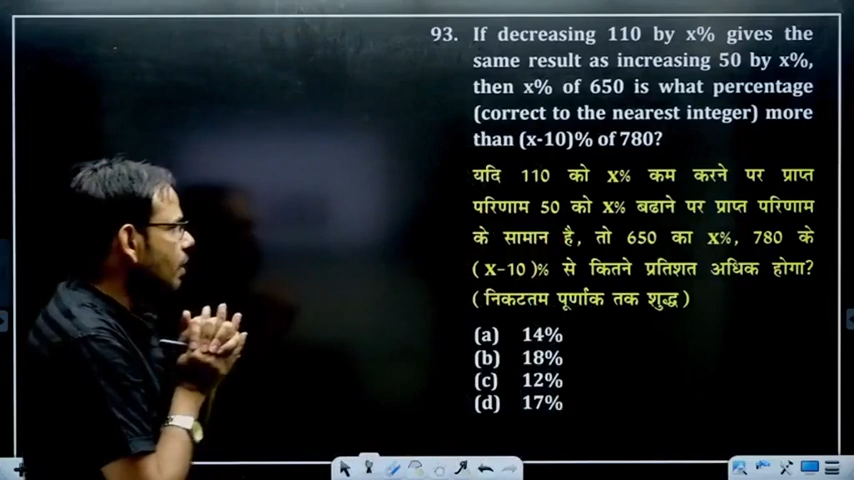 93. If decreasing 110 by x% gives the
same result as increasing 50 by x%,
then x% of 650 is what percentage
(correct to the nearest integer) more
than (x-10)% of 780?
यदि 110 को x% कम करने पर प्राप्त
परिणाम 50 को x% बढाने पर प्राप्त परिणाम
के सामान है, तो 650 का x%, 780 के
(x-10)% से कितने प्रतिशत अधिक होगा?
(निकटतम पूर्णांक तक शुद्ध)
(a) 14%
(b) 18%
(c) 12%
(d) 17%